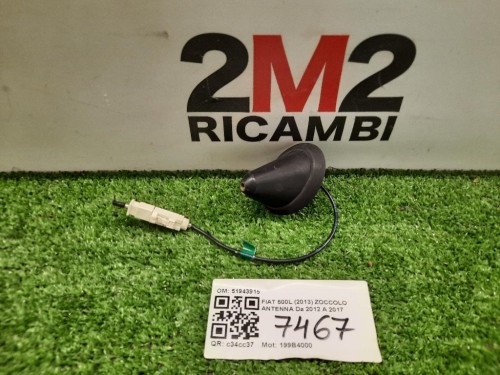 2M2
RICAMBI
OM: 51943915
FIAT 500L (2013) ZOCCOLO
ANTENNA Da 2012 A 2017
7467
QR: c34cc37 Mot: 199B4000